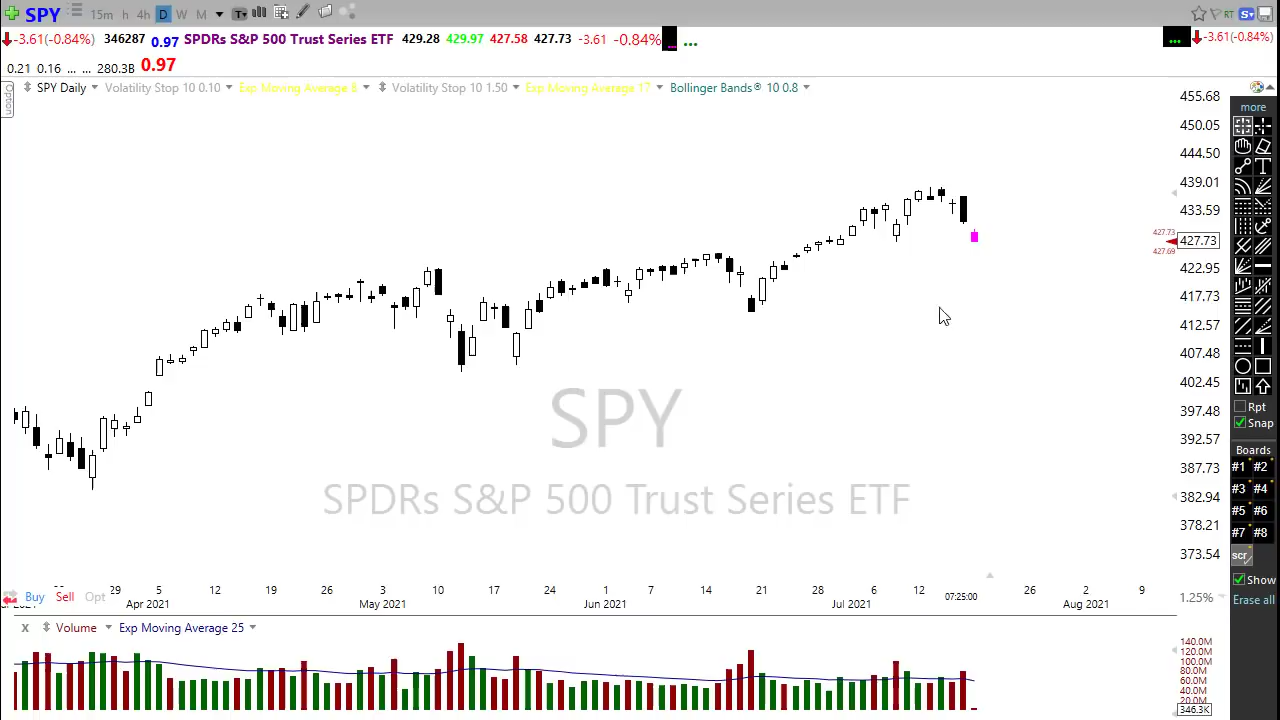 SPY 15m 1h 4h D W M T RT S
-3.61(-0.84%) 346287 0.97 SPDRs S&P 500 Trust Series ETF 429.28 429.97 427.58 427.73 -3.61 -0.84% ... ... -3.61(-0.84%)
0.21 0.16 ... ... 280.3B 0.97
SPY Daily Volatility Stop 10 0.10 Exp Moving Average 8 Volatility Stop 10 1.50 Exp Moving Average 17 Bollinger Bands® 10 0.8
Option
455.68
more
450.05
444.50
439.01
433.59
427.73
427.73
427.69
422.95
417.73
412.57
407.48
402.45
397.48
392.57
387.73
382.94
378.21
373.54
SPY
SPDRs S&P 500 Trust Series ETF
Rpt
Snap
Boards
#1 #2
#3 #4
#5 #6
#7 #8
scr
Show
Erase all
29 5 12 19 26 3 10 17 24 1 7 14 21 28 6 12 26 2 9
Buy Sell Opt
Apr 2021 May 2021 Jun 2021 Jul 2021 07:25:00 Aug 2021
1.25%
X Volume Exp Moving Average 25
140.0M
120.0M
100.0M
80.0M
60.0M
40.0M
20.0M
346.3K